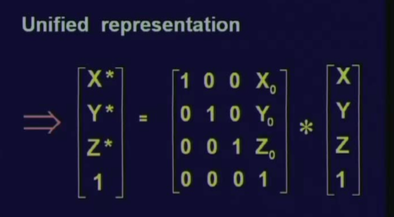 Unified representation
X* 1 0 0 X₀ X
Y* 0 1 0 Y₀ Y
⇒ = *
Z* 0 0 1 Z₀ Z
1 0 0 0 1 1